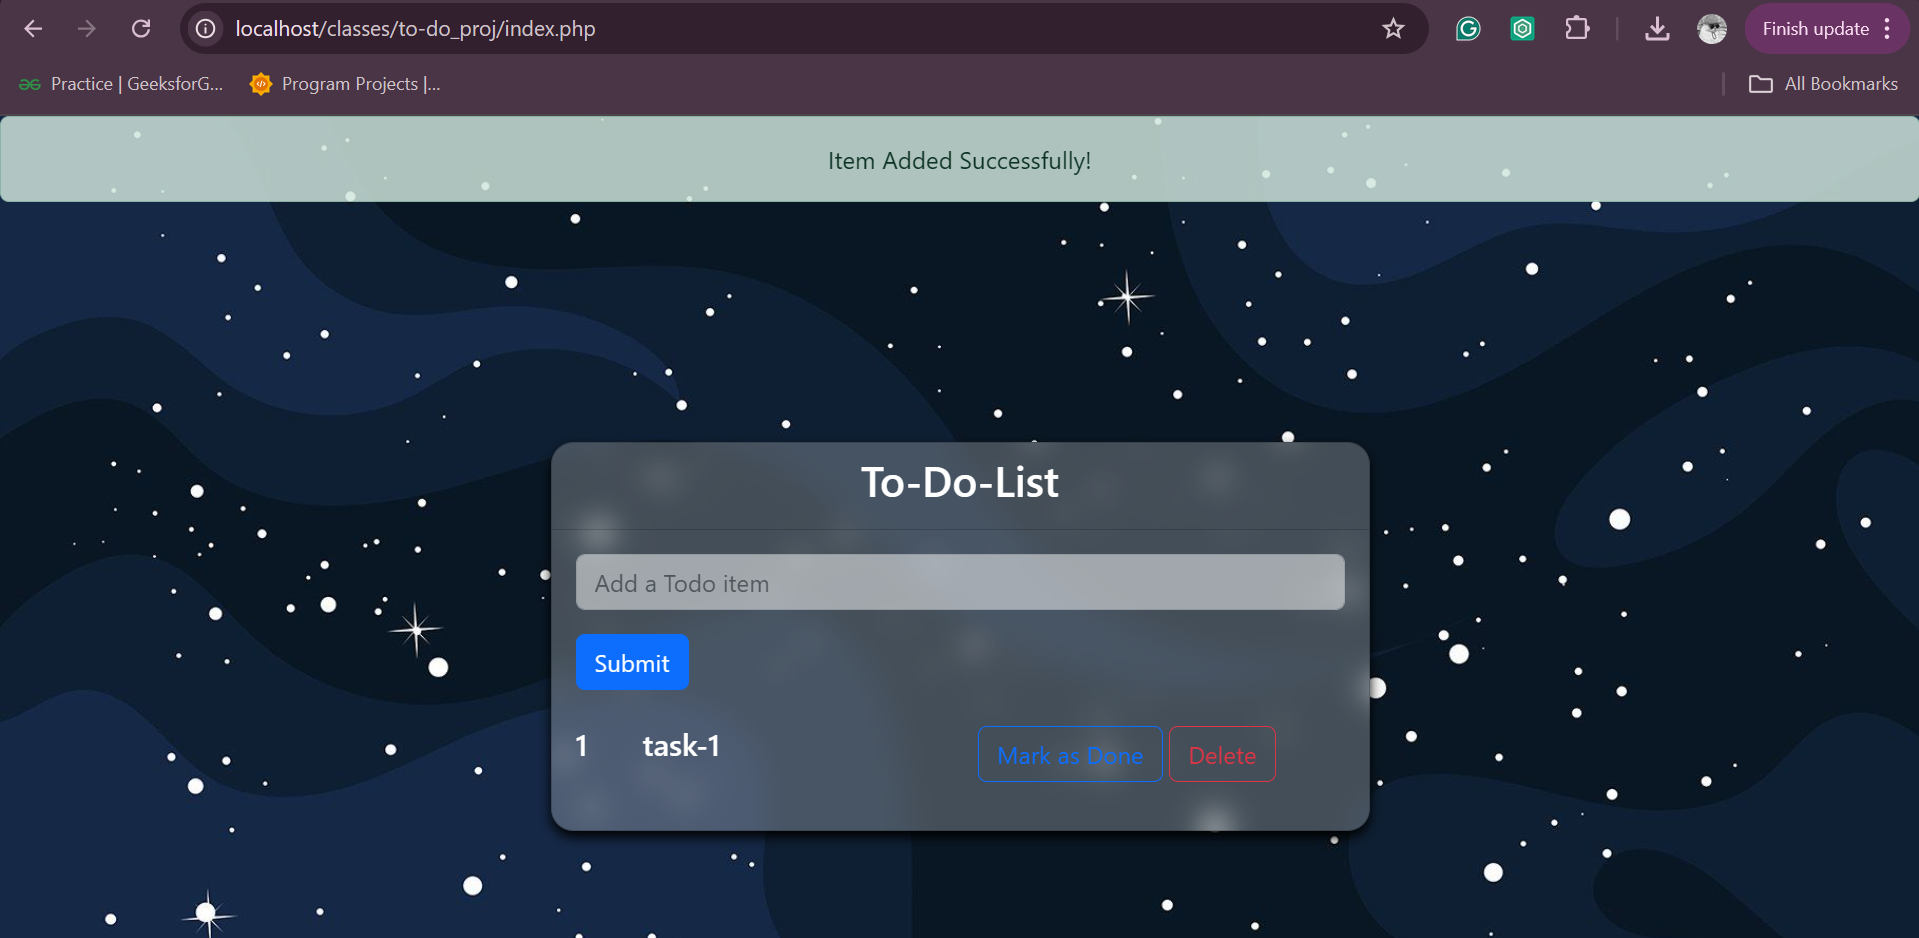 localhost/classes/to-do_proj/index.php
Finish update
Practice | GeeksforG...
Program Projects |...
All Bookmarks
Item Added Successfully!
To-Do-List
Add a Todo item
Submit
1 task-1 Mark as Done Delete